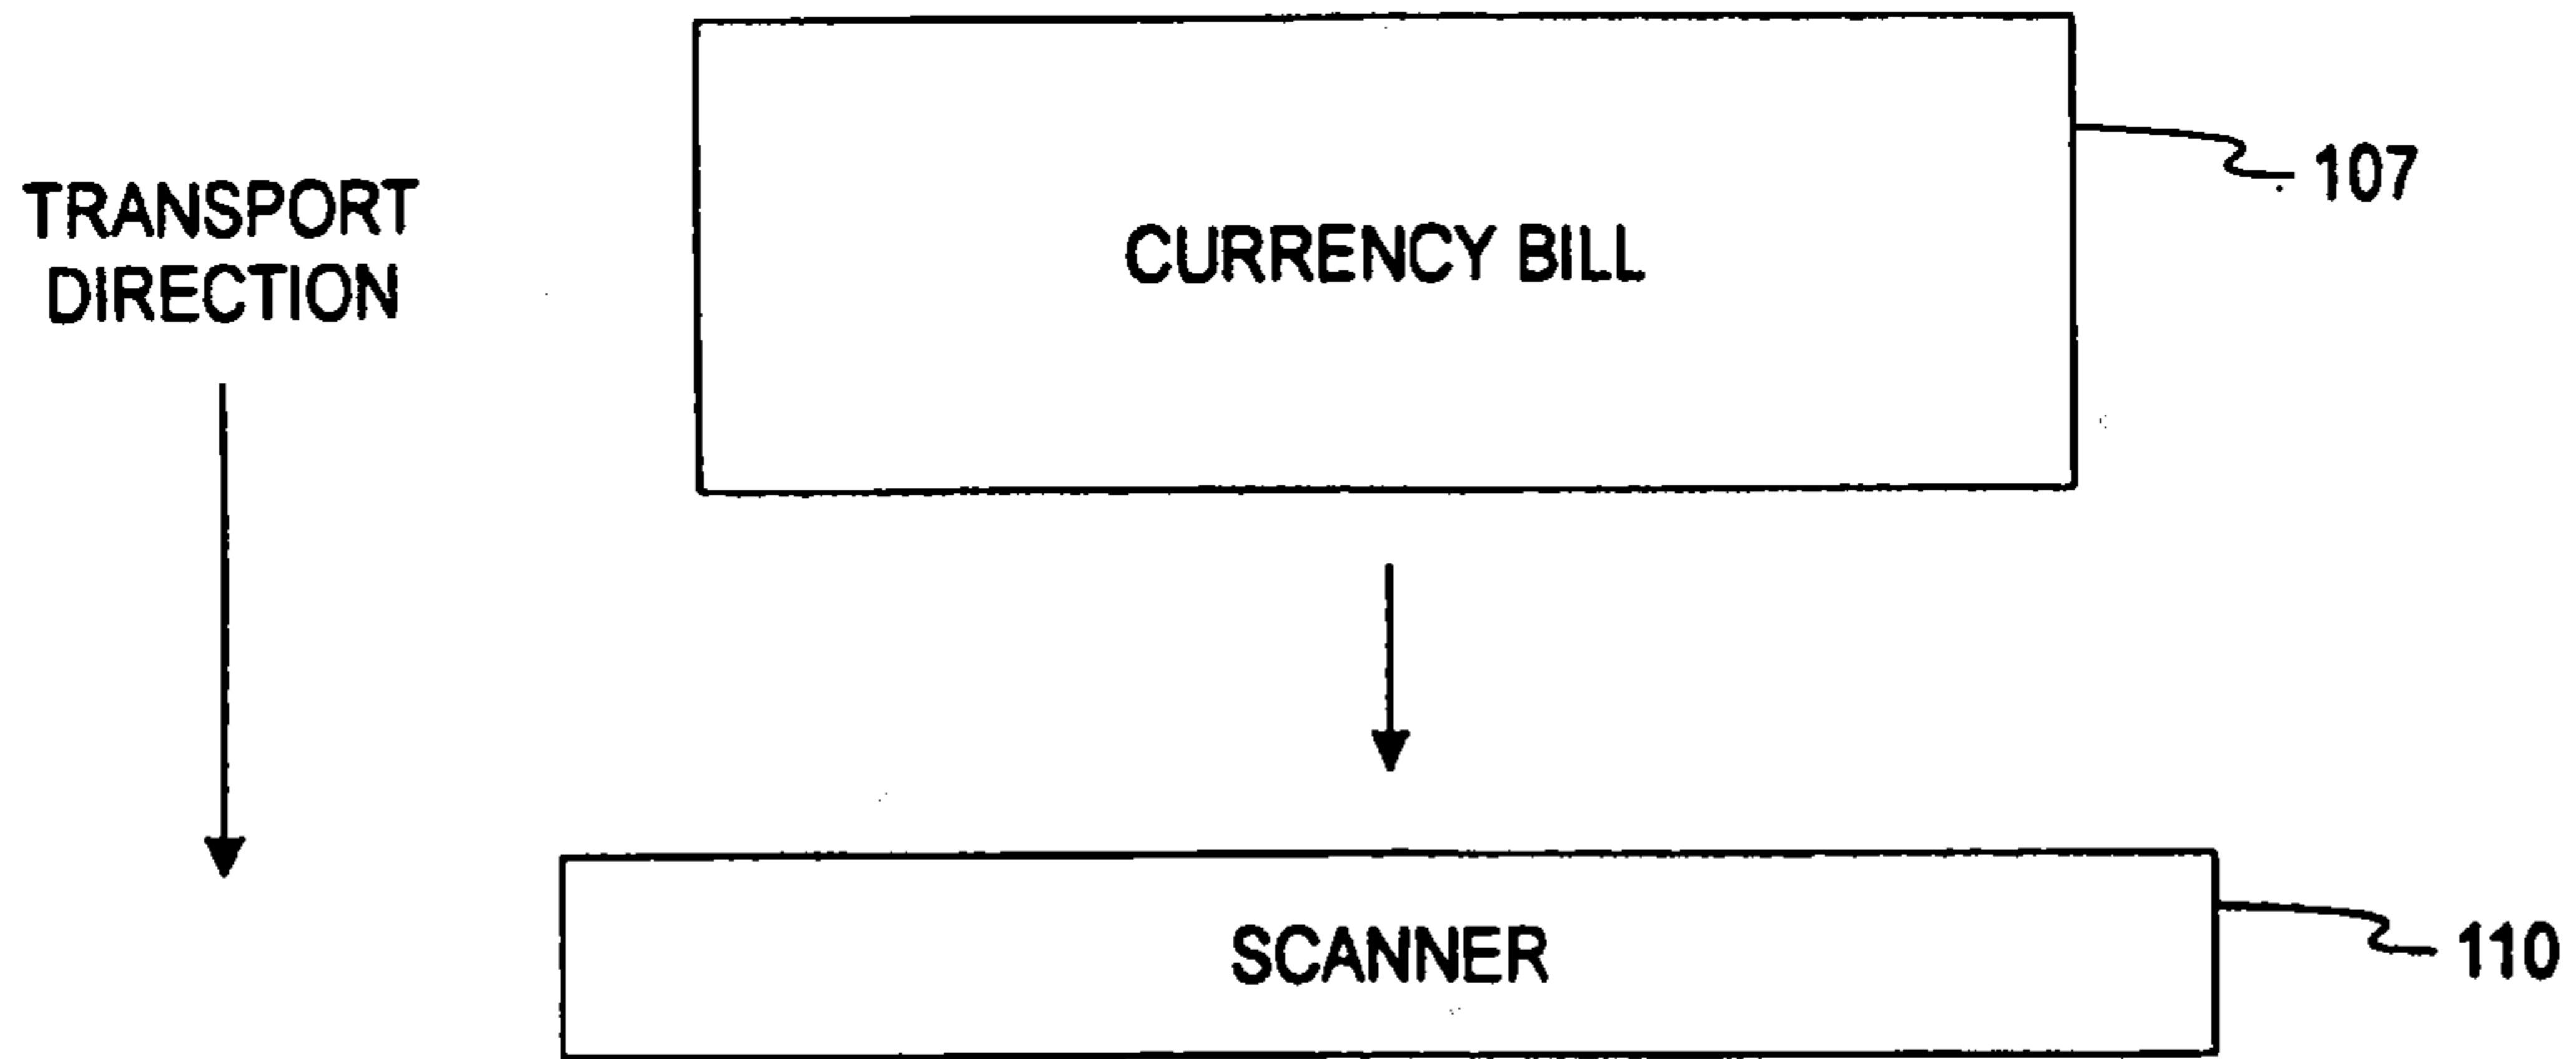 TRANSPORT
DIRECTION
CURRENCY BILL
107
SCANNER
110